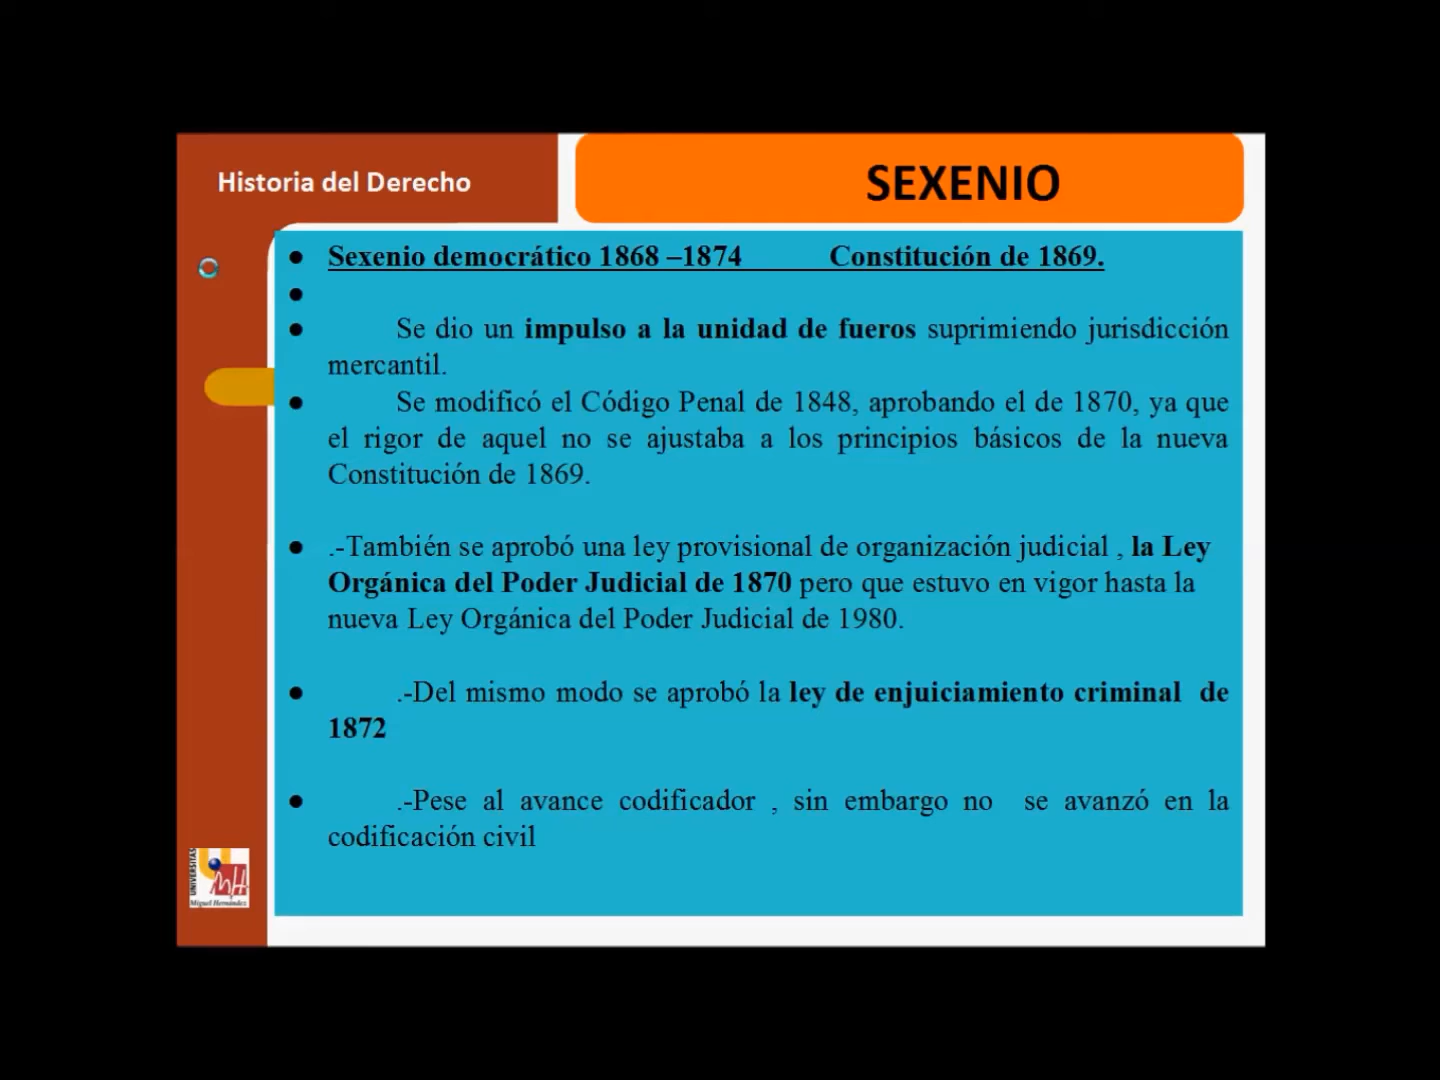 Historia del Derecho
SEXENIO
● Sexenio democrático 1868 –1874 Constitución de 1869.
●
● Se dio un impulso a la unidad de fueros suprimiendo jurisdicción
mercantil.
● Se modificó el Código Penal de 1848, aprobando el de 1870, ya que
el rigor de aquel no se ajustaba a los principios básicos de la nueva
Constitución de 1869.
● .-También se aprobó una ley provisional de organización judicial , la Ley
Orgánica del Poder Judicial de 1870 pero que estuvo en vigor hasta la
nueva Ley Orgánica del Poder Judicial de 1980.
● .-Del mismo modo se aprobó la ley de enjuiciamiento criminal de
1872
● .-Pese al avance codificador , sin embargo no se avanzó en la
codificación civil
UNIVERSITAS
Miguel Hernández